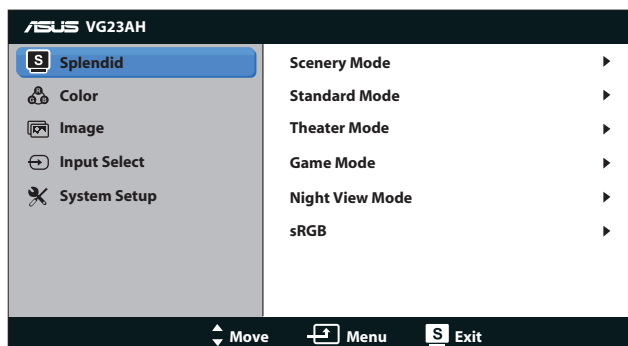 ASUS VG23AH
S Splendid
Color
Image
Input Select
System Setup
Scenery Mode
Standard Mode
Theater Mode
Game Mode
Night View Mode
sRGB
Move Menu S Exit